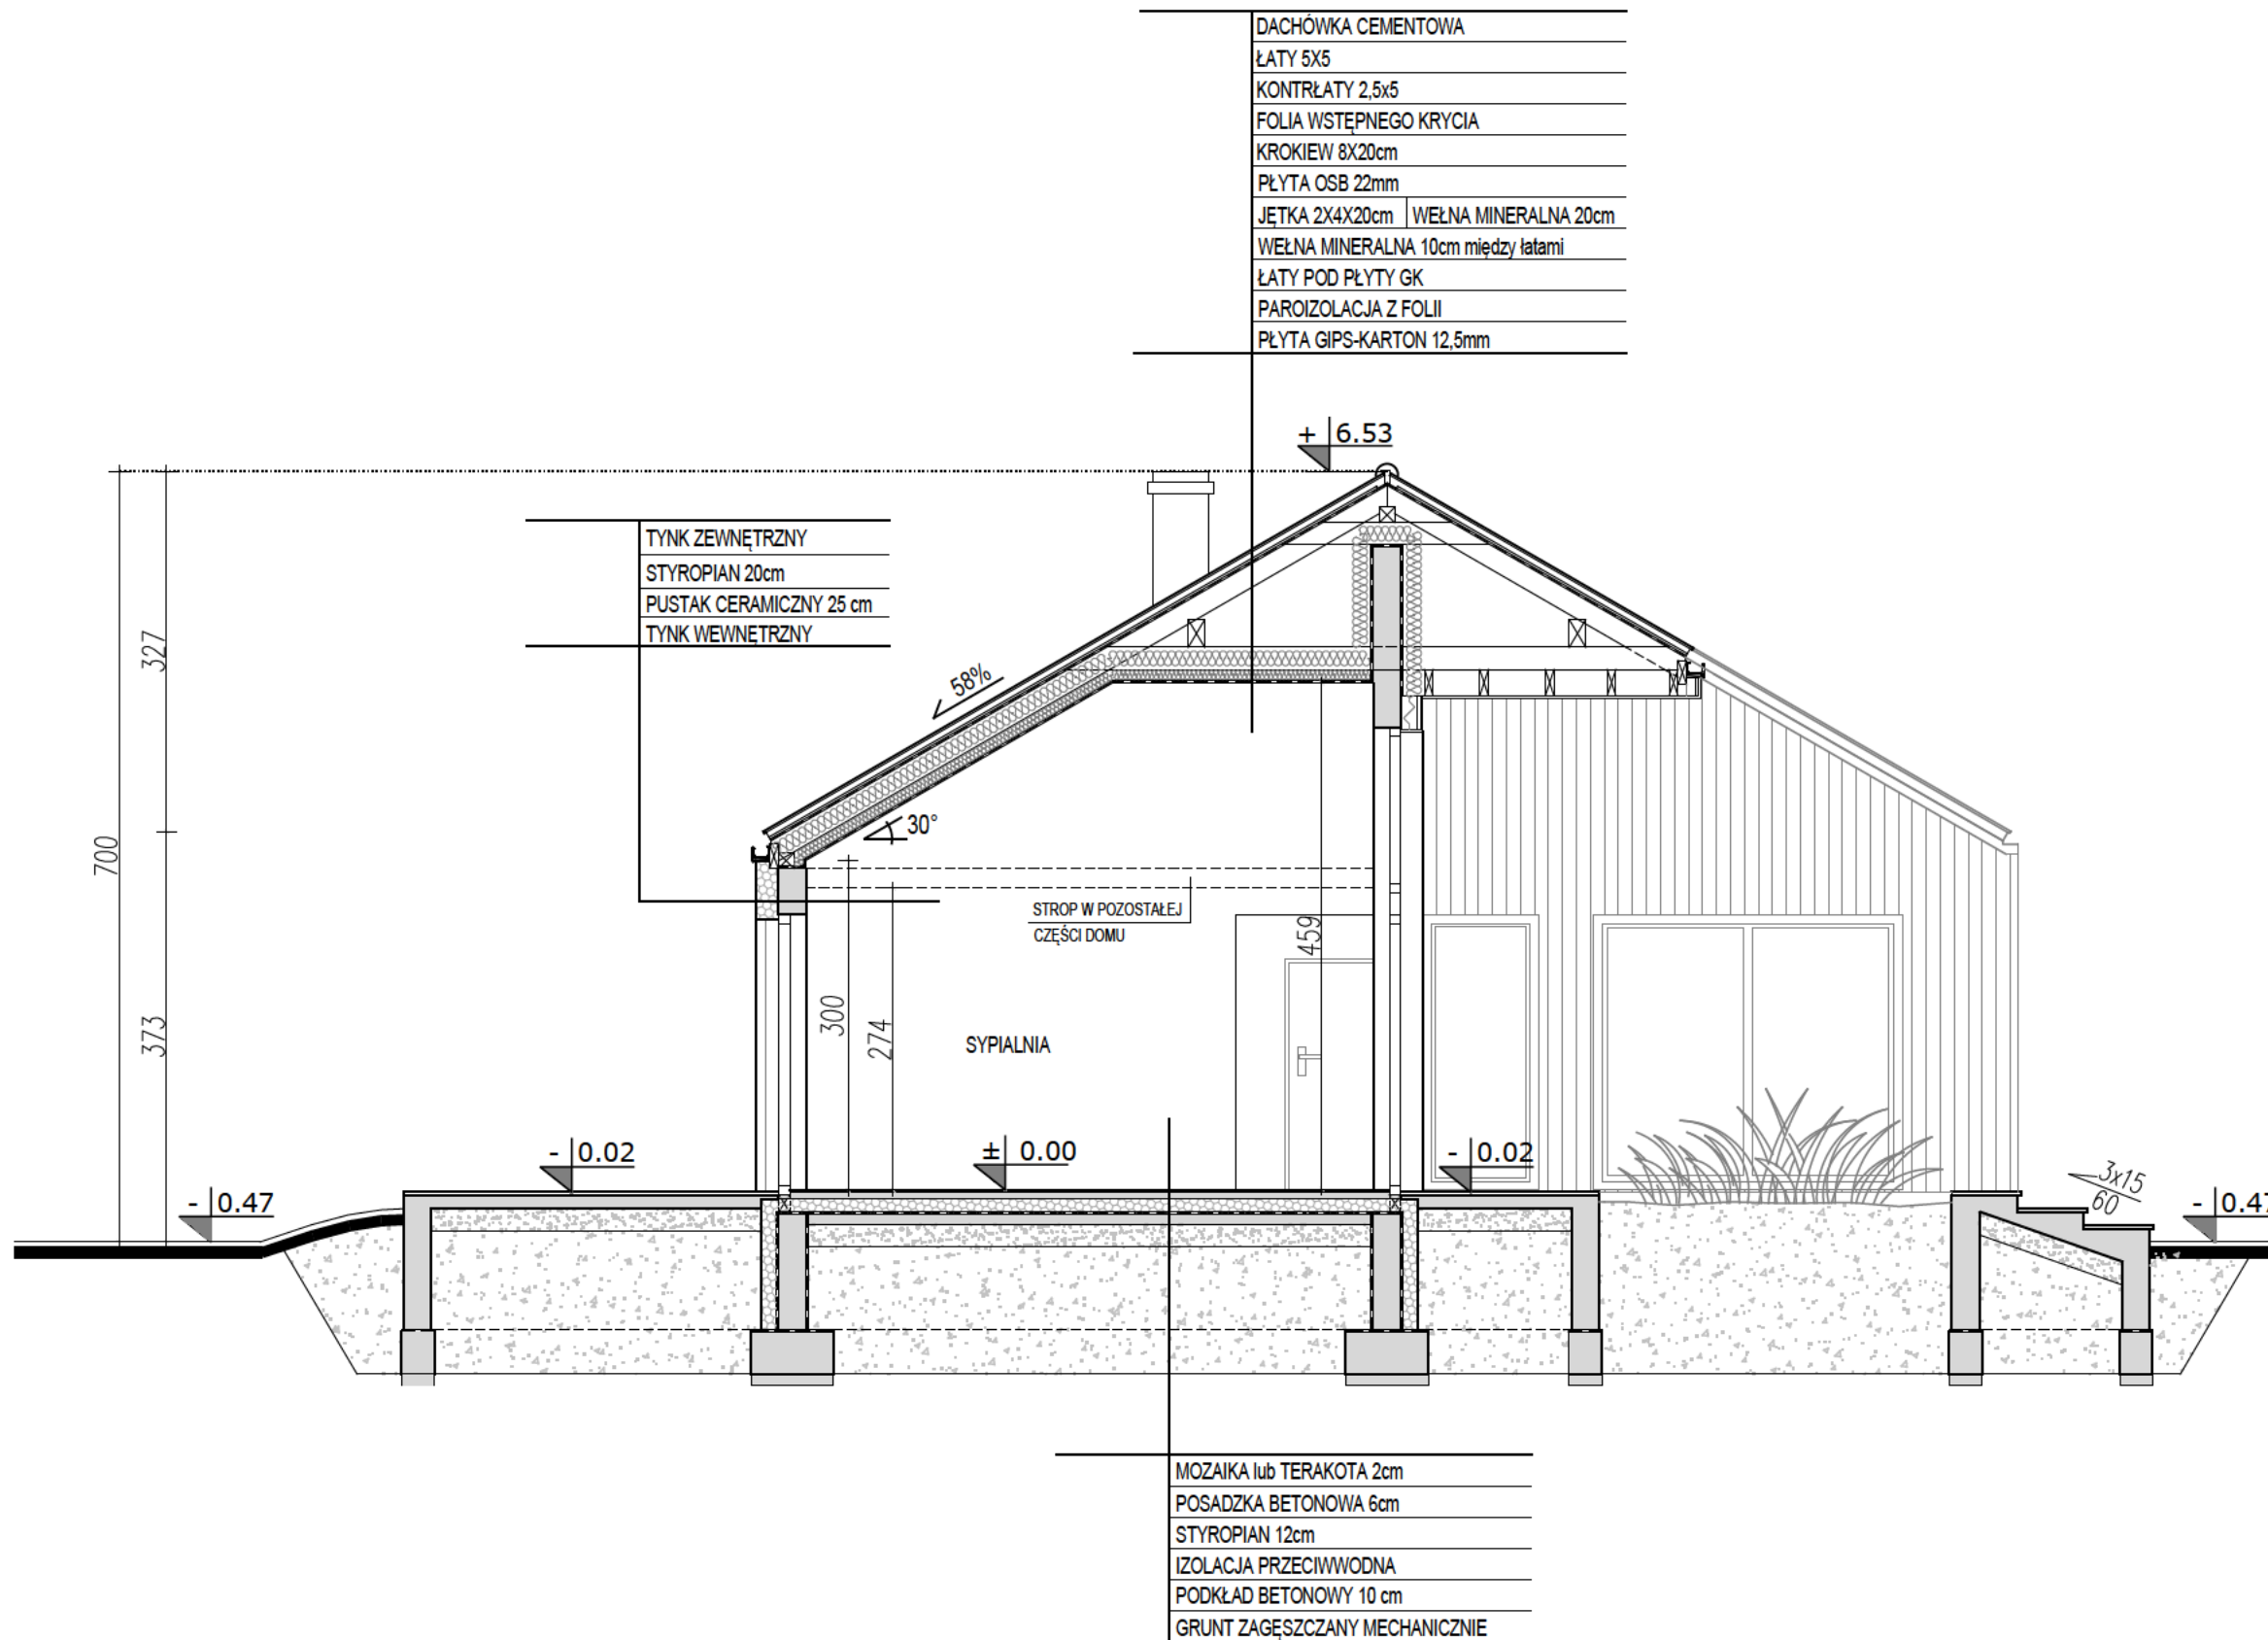 DACHÓWKA CEMENTOWA
ŁATY 5X5
KONTRŁATY 2,5x5
FOLIA WSTĘPNEGO KRYCIA
KROKIEW 8X20cm
PŁYTA OSB 22mm
JĘTKA 2X4X20cm WEŁNA MINERALNA 20cm
WEŁNA MINERALNA 10cm między łatami
ŁATY POD PŁYTY GK
PAROIZOLACJA Z FOLII
PŁYTA GIPS-KARTON 12,5mm
+ 6.53
TYNK ZEWNĘTRZNY
STYROPIAN 20cm
PUSTAK CERAMICZNY 25 cm
TYNK WEWNĘTRZNY
327
58%
700
30°
STROP W POZOSTAŁEJ
CZĘŚCI DOMU
459
373
300
274
SYPIALNIA
- 0.02
± 0.00
- 0.02
3x15
60
- 0.47
- 0.47
MOZAIKA lub TERAKOTA 2cm
POSADZKA BETONOWA 6cm
STYROPIAN 12cm
IZOLACJA PRZECIWWODNA
PODKŁAD BETONOWY 10 cm
GRUNT ZAGĘSZCZANY MECHANICZNIE